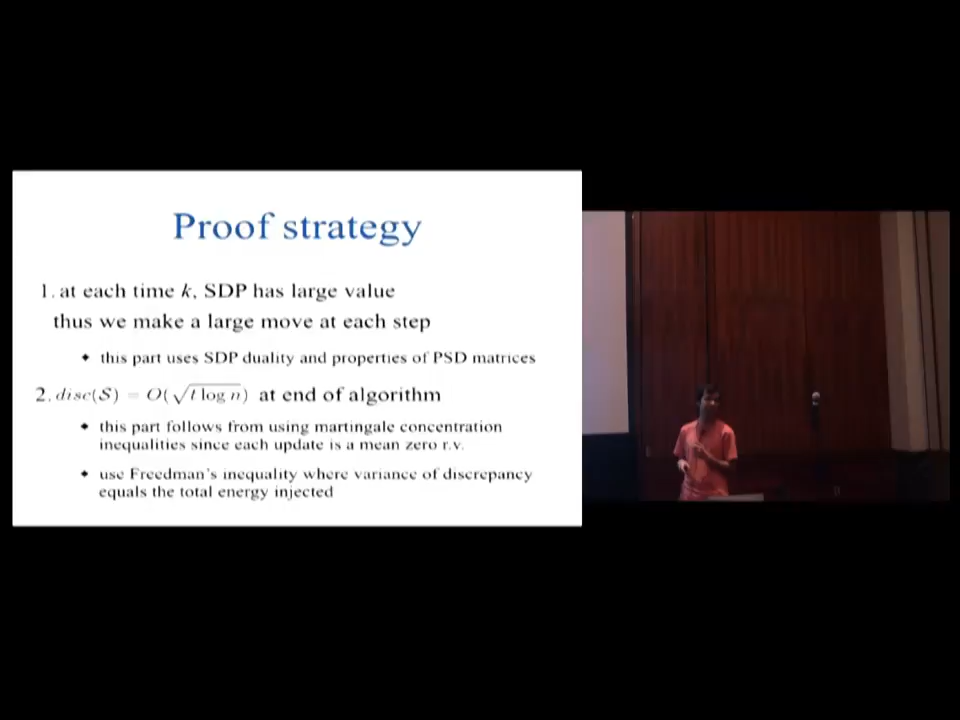 Proof strategy
1. at each time k, SDP has large value
thus we make a large move at each step
• this part uses SDP duality and properties of PSD matrices
2. disc(S) = O(√(t log n)) at end of algorithm
• this part follows from using martingale concentration
inequalities since each update is a mean zero r.v.
• use Freedman's inequality where variance of discrepancy
equals the total energy injected